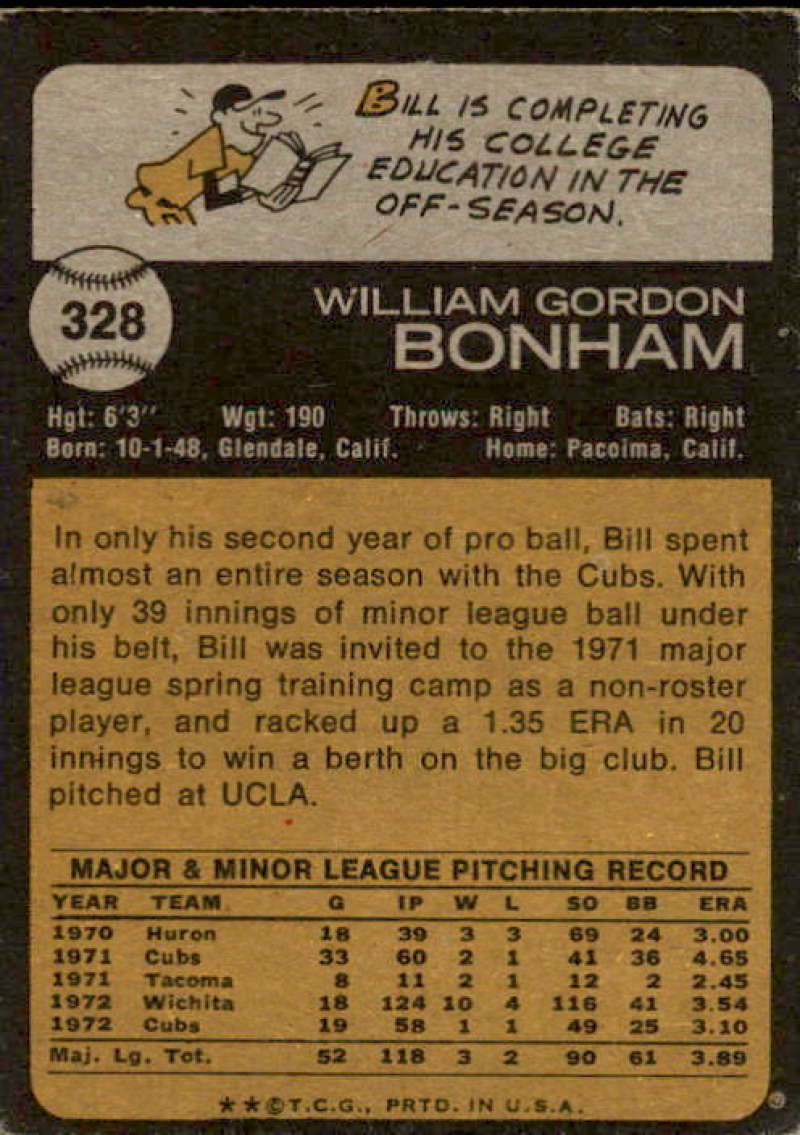 BILL IS COMPLETING
HIS COLLEGE
EDUCATION IN THE
OFF-SEASON.
328
WILLIAM GORDON
BONHAM
Hgt: 6'3" Wgt: 190 Throws: Right Bats: Right
Born: 10-1-48, Glendale, Calif. Home: Pacoima, Calif.
In only his second year of pro ball, Bill spent
almost an entire season with the Cubs. With
only 39 innings of minor league ball under
his belt, Bill was invited to the 1971 major
league spring training camp as a non-roster
player, and racked up a 1.35 ERA in 20
innings to win a berth on the big club. Bill
pitched at UCLA.
MAJOR & MINOR LEAGUE PITCHING RECORD
YEAR TEAM G IP W L SO BB ERA
1970 Huron 18 39 3 3 69 24 3.00
1971 Cubs 33 60 2 1 41 36 4.65
1971 Tacoma 8 11 2 1 12 2 2.45
1972 Wichita 18 124 10 4 116 41 3.54
1972 Cubs 19 58 1 1 49 25 3.10
Maj. Lg. Tot. 52 118 3 2 90 61 3.89
**©T.C.G., PRTD. IN U.S.A.